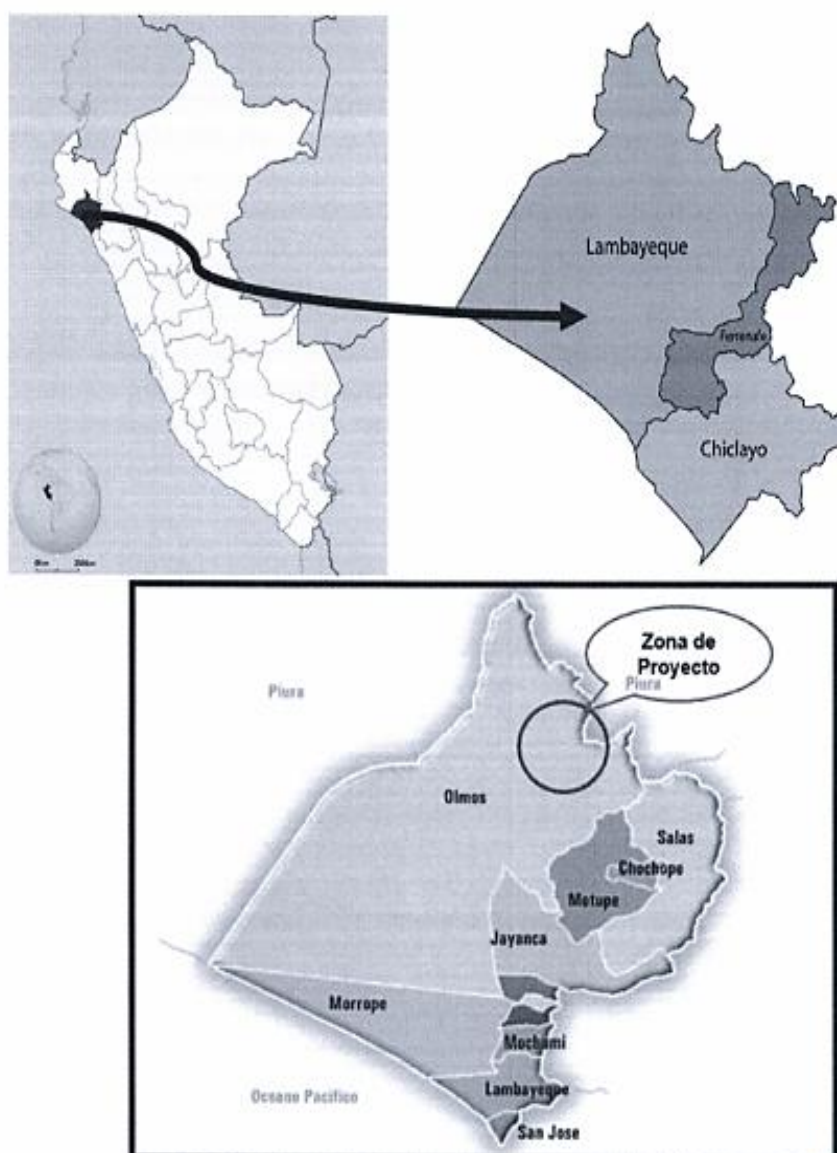 Lambayeque
Ferreñafe
Chiclayo
Zona de
Proyecto
Piura
Piura
Olmos
Salas
Chochope
Motupe
Jayanca
Morrope
Mochumi
Lambayeque
Oceano Pacifico
San Jose